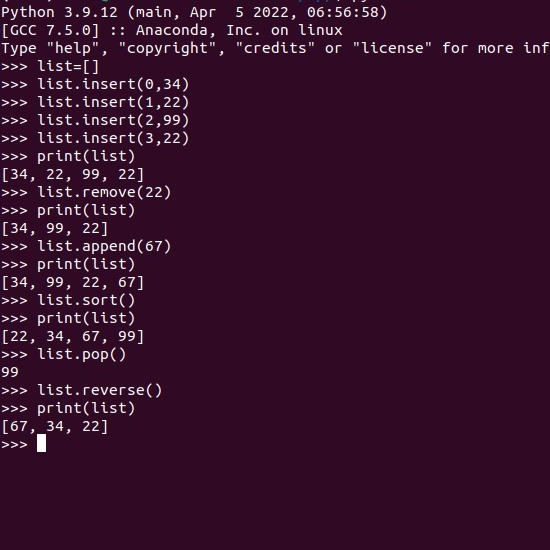 Python 3.9.12 (main, Apr  5 2022, 06:56:58)
[GCC 7.5.0] :: Anaconda, Inc. on linux
Type "help", "copyright", "credits" or "license" for more inf
>>> list=[]
>>> list.insert(0,34)
>>> list.insert(1,22)
>>> list.insert(2,99)
>>> list.insert(3,22)
>>> print(list)
[34, 22, 99, 22]
>>> list.remove(22)
>>> print(list)
[34, 99, 22]
>>> list.append(67)
>>> print(list)
[34, 99, 22, 67]
>>> list.sort()
>>> print(list)
[22, 34, 67, 99]
>>> list.pop()
99
>>> list.reverse()
>>> print(list)
[67, 34, 22]
>>>